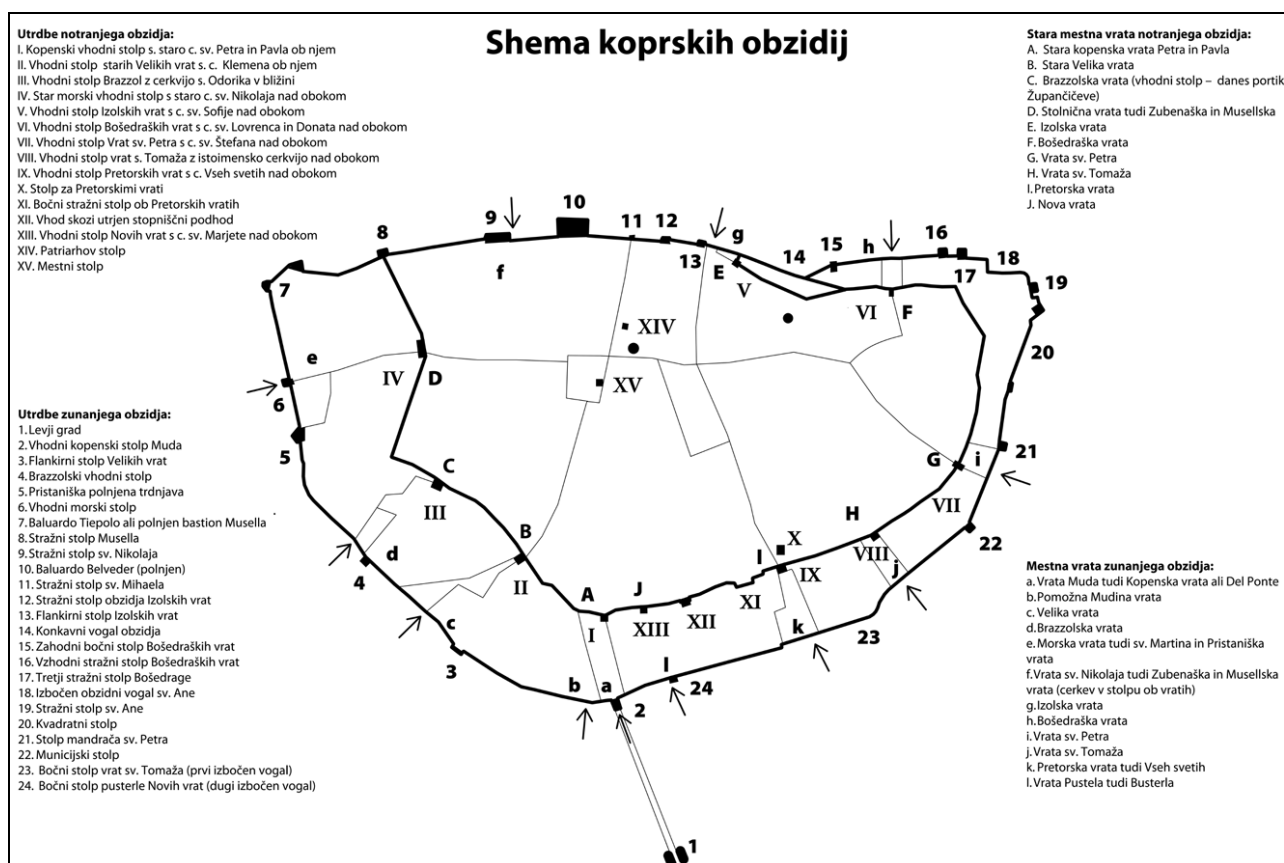 Shema koprskih obzidij
Utrdbe notranjega obzidja:
I. Kopenski vhodni stolp s. staro c. sv. Petra in Pavla ob njem
II. Vhodni stolp starih Velikih vrat s. c. Klemena ob njem
III. Vhodni stolp Brazzol z cerkvijo s. Odorika v bližini
IV. Star morski vhodni stolp s staro c. sv. Nikolaja nad obokom
V. Vhodni stolp Izolskih vrat s c. sv. Sofije nad obokom
VI. Vhodni stolp Bošedraških vrat s c. sv. Lovrenca in Donata nad obokom
VII. Vhodni stolp Vrat sv. Petra s c. sv. Štefana nad obokom
VIII. Vhodni stolp vrat s. Tomaža z istoimensko cerkvijo nad obokom
IX. Vhodni stolp Pretorskih vrat s c. Vseh svetih nad obokom
X. Stolp za Pretorskimi vrati
XI. Bočni stražni stolp ob Pretorskih vratih
XII. Vhod skozi utrjen stopniščni podhod
XIII. Vhodni stolp Novih vrat s c. sv. Marjete nad obokom
XIV. Patriarhov stolp
XV. Mestni stolp
Stara mestna vrata notranjega obzidja:
A. Stara kopenska vrata Petra in Pavla
B. Stara Velika vrata
C. Brazzolska vrata (vhodni stolp – danes portik
Župančičeve)
D. Stolnična vrata tudi Zubenaška in Musellska
E. Izolska vrata
F. Bošedraška vrata
G. Vrata sv. Petra
H. Vrata sv. Tomaža
I. Pretorska vrata
J. Nova vrata
Utrdbe zunanjega obzidja:
1. Levji grad
2. Vhodni kopenski stolp Muda
3. Flankirni stolp Velikih vrat
4. Brazzolski vhodni stolp
5. Pristaniška polnjena trdnjava
6. Vhodni morski stolp
7. Baluardo Tiepolo ali polnjen bastion Musella
8. Stražni stolp Musella
9. Stražni stolp sv. Nikolaja
10. Baluardo Belveder (polnjen)
11. Stražni stolp sv. Mihaela
12. Stražni stolp obzidja Izolskih vrat
13. Flankirni stolp Izolskih vrat
14. Konkavni vogal obzidja
15. Zahodni bočni stolp Bošedraških vrat
16. Vzhodni stražni stolp Bošedraških vrat
17. Tretji stražni stolp Bošedrage
18. Izbočen obzidni vogal sv. Ane
19. Stražni stolp sv. Ane
20. Kvadratni stolp
21. Stolp mandrača sv. Petra
22. Municijski stolp
23. Bočni stolp vrat sv. Tomaža (prvi izbočen vogal)
24. Bočni stolp pusterle Novih vrat (dugi izbočen vogal)
Mestna vrata zunanjega obzidja:
a. Vrata Muda tudi Kopenska vrata ali Del Ponte
b. Pomožna Mudina vrata
c. Velika vrata
d. Brazzolska vrata
e. Morska vrata tudi sv. Martina in Pristaniška
vrata
f. Vrata sv. Nikolaja tudi Zubenaška in Musellska
vrata (cerkev v stolpu ob vratih)
g. Izolska vrata
h. Bošedraška vrata
i. Vrata sv. Petra
j. Vrata sv. Tomaža
k. Pretorska vrata tudi Vseh svetih
l. Vrata Pustela tudi Busterla
10
9
11
12
8
13
g
15
h
16
18
f
E
14
17
7
V
VI
F
19
XIV
20
e
IV
D
XV
6
5
C
G
i
21
III
H
VII
B
X
VIII
22
d
I
IX
j
4
II
A
J
XI
XII
XIII
I
c
k
23
3
l
24
b
a
2
1